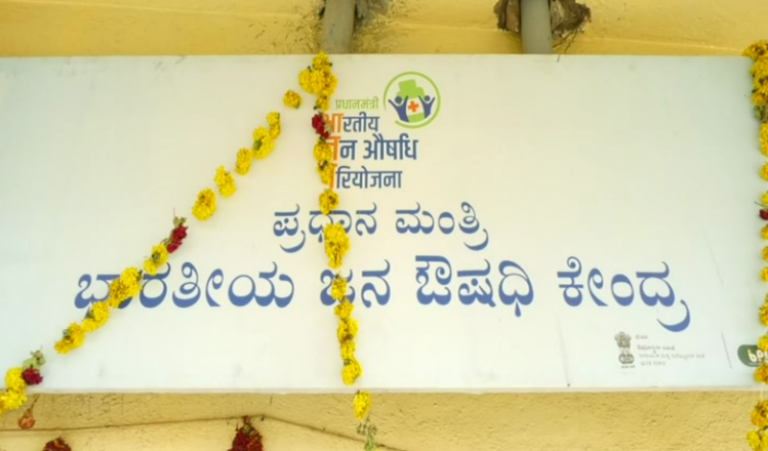 प्रधानमंत्री
भारतीय
जन औषधि
परियोजना
ಪ್ರಧಾನ ಮಂತ್ರಿ
ಭಾರತೀಯ ಜನ ಔಷಧಿ ಕೇಂದ್ರ